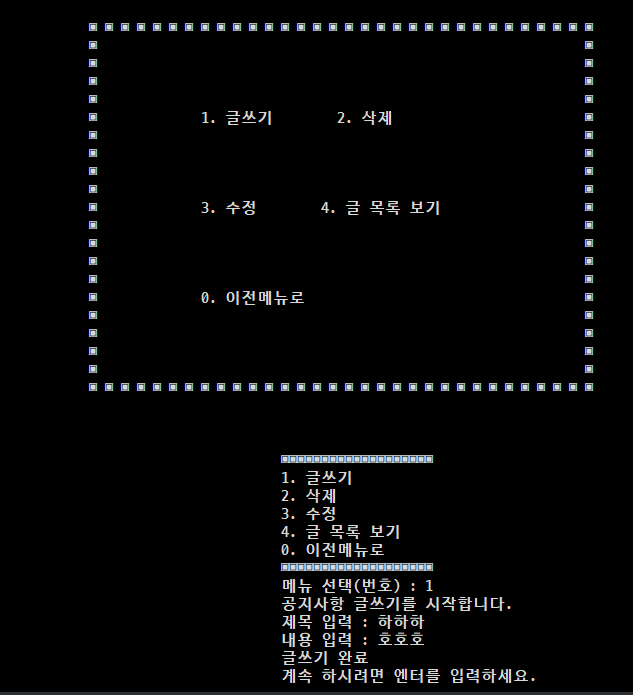 1. 글쓰기 2. 삭제
3. 수정 4. 글 목록 보기
0. 이전메뉴로
1. 글쓰기
2. 삭제
3. 수정
4. 글 목록 보기
0. 이전메뉴로
메뉴 선택(번호) : 1
공지사항 글쓰기를 시작합니다.
제목 입력 : 하하하
내용 입력 : 호호호
글쓰기 완료
계속 하시려면 엔터를 입력하세요.